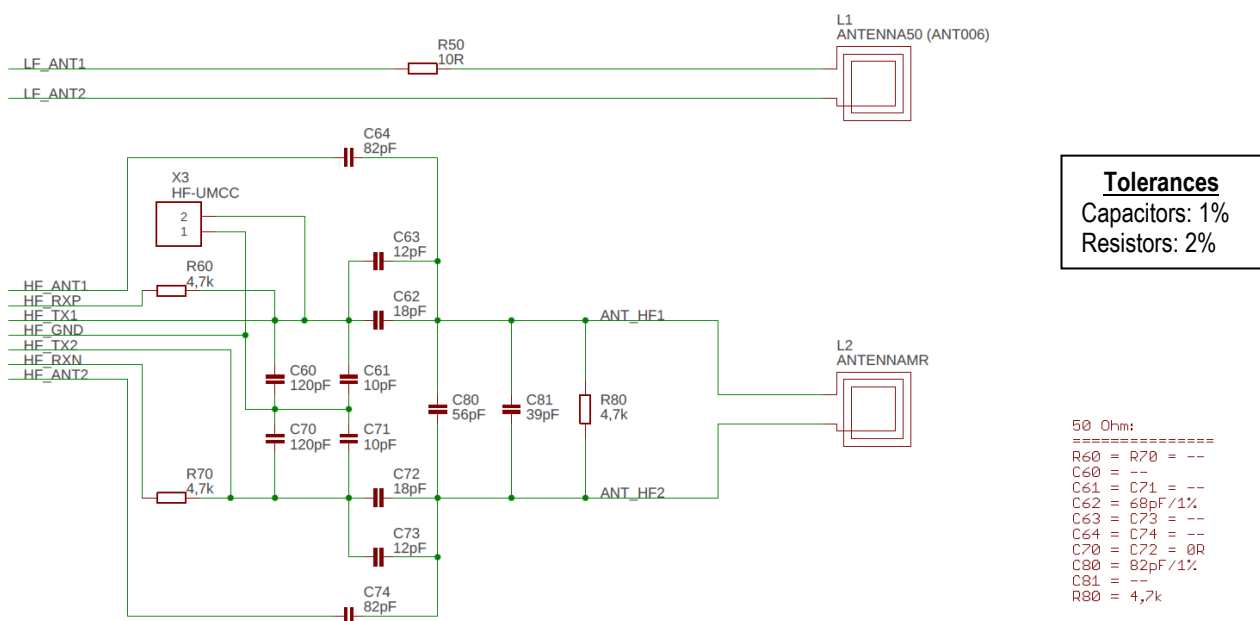 L1
ANTENNA50 (ANT006)
R50
10R
LF_ANT1
LF_ANT2
C64
82pF
Tolerances
Capacitors: 1%
Resistors: 2%
X3
HF-UMCC
2
1
C63
12pF
R60
4,7k
C62
18pF
HF_ANT1
HF_RXP
HF_TX1
HF_GND
HF_TX2
HF_RXN
HF_ANT2
ANT_HF1
L2
ANTENNAMR
C60
120pF
C61
10pF
C80
56pF
C81
39pF
R80
4,7k
C70
120pF
C71
10pF
R70
4,7k
C72
18pF
ANT_HF2
C73
12pF
C74
82pF
50 Ohm:
===============
R60 = R70 = --
C60 = --
C61 = C71 = --
C62 = 68pF/1%
C63 = C73 = --
C64 = C74 = --
C70 = C72 = 0R
C80 = 82pF/1%
C81 = --
R80 = 4,7k